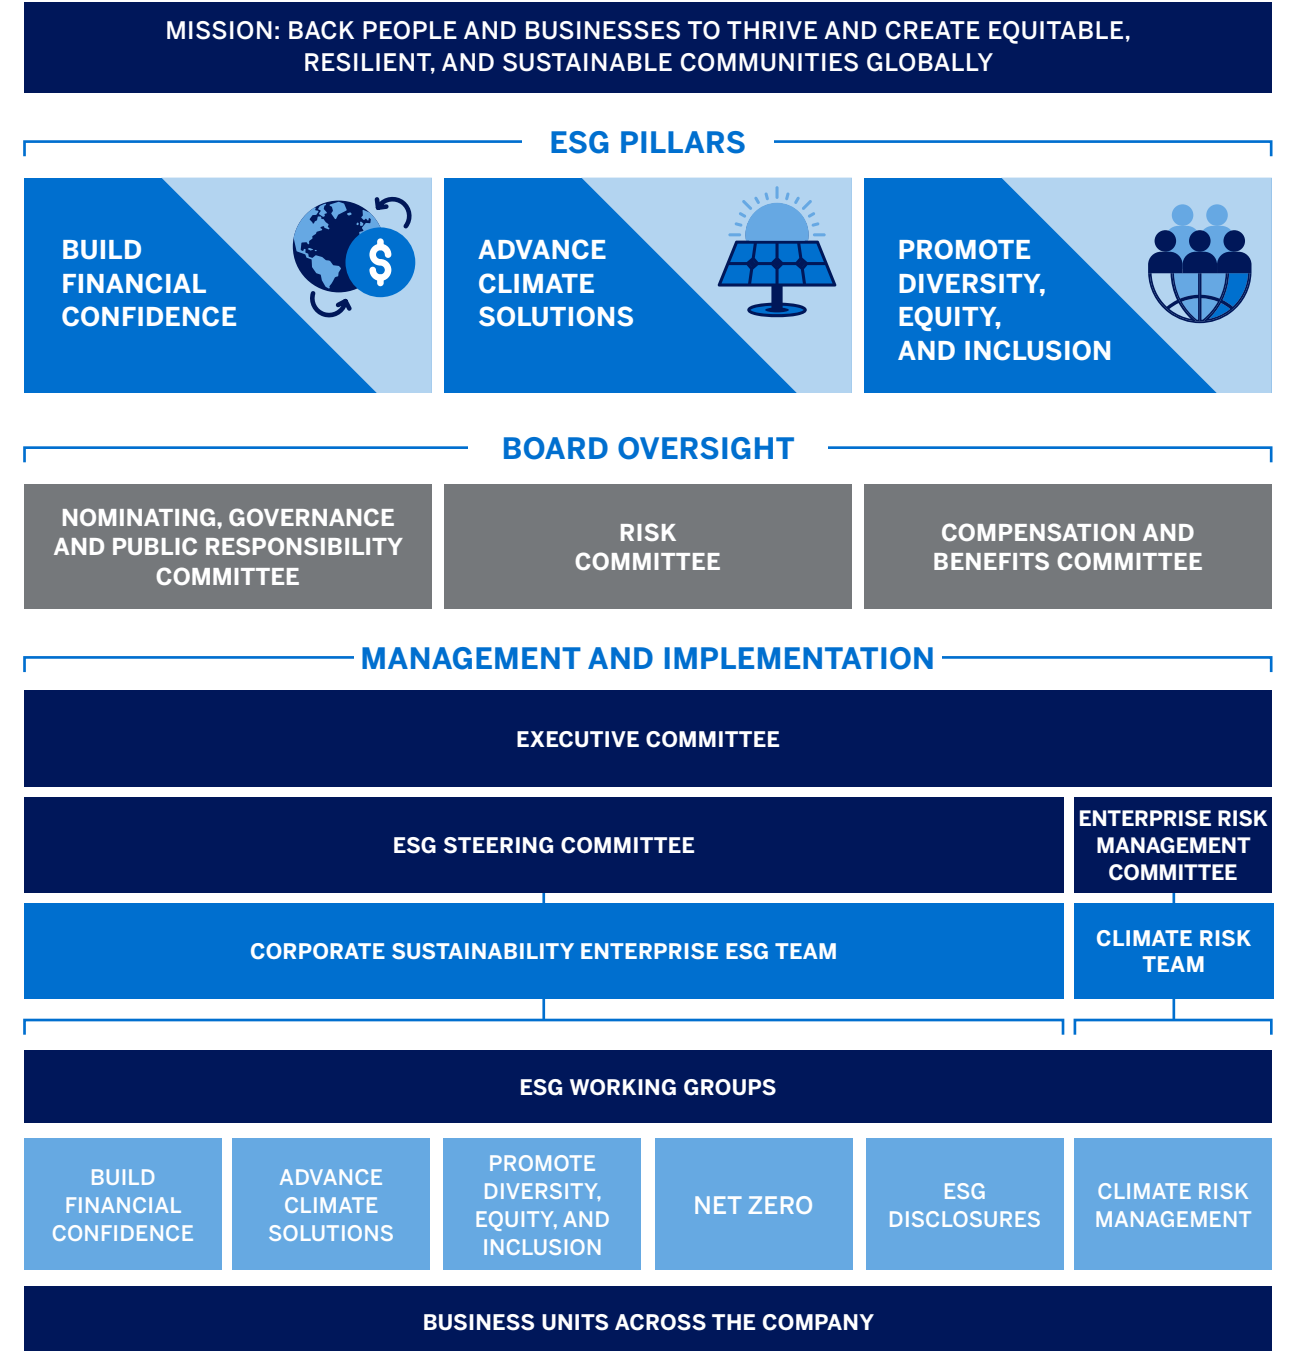 MISSION: BACK PEOPLE AND BUSINESSES TO THRIVE AND CREATE EQUITABLE,
RESILIENT, AND SUSTAINABLE COMMUNITIES GLOBALLY
ESG PILLARS
BUILD
FINANCIAL
CONFIDENCE
$
ADVANCE
CLIMATE
SOLUTIONS
PROMOTE
DIVERSITY,
EQUITY,
AND INCLUSION
BOARD OVERSIGHT
NOMINATING, GOVERNANCE
AND PUBLIC RESPONSIBILITY
COMMITTEE
RISK
COMMITTEE
COMPENSATION AND
BENEFITS COMMITTEE
MANAGEMENT AND IMPLEMENTATION
EXECUTIVE COMMITTEE
ESG STEERING COMMITTEE
ENTERPRISE RISK
MANAGEMENT
COMMITTEE
CORPORATE SUSTAINABILITY ENTERPRISE ESG TEAM
CLIMATE RISK
TEAM
ESG WORKING GROUPS
BUILD
FINANCIAL
CONFIDENCE
ADVANCE
CLIMATE
SOLUTIONS
PROMOTE
DIVERSITY,
EQUITY, AND
INCLUSION
NET ZERO
ESG
DISCLOSURES
CLIMATE RISK
MANAGEMENT
BUSINESS UNITS ACROSS THE COMPANY